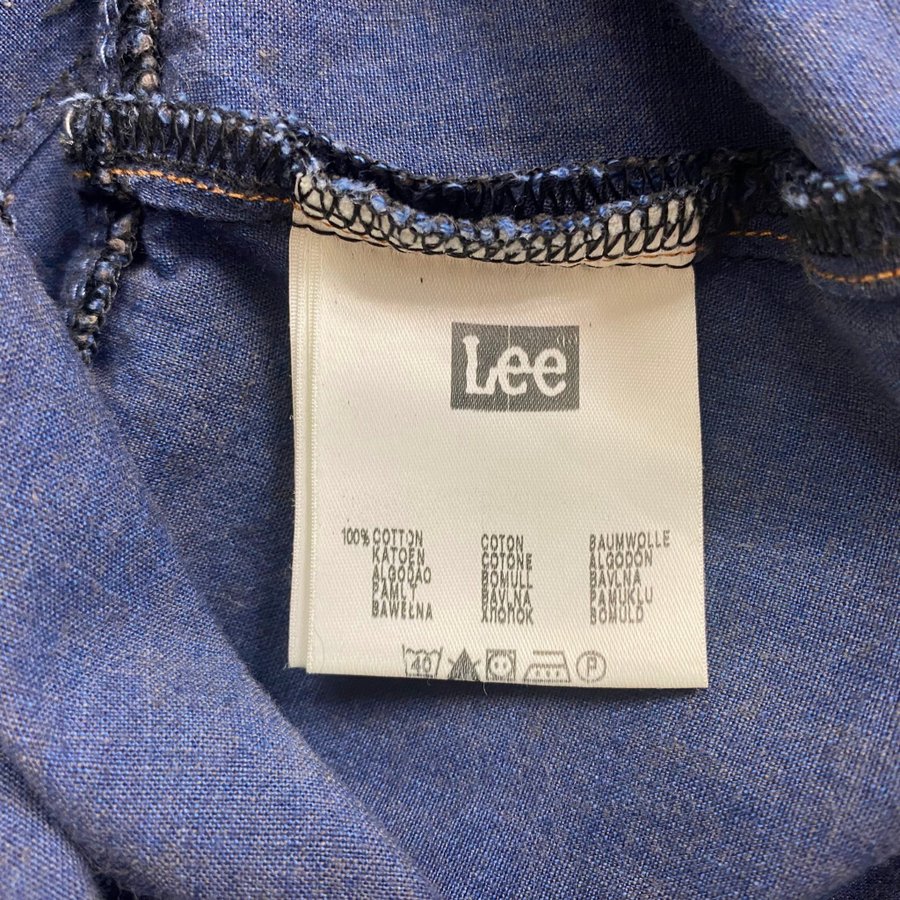 Lee
100% COTTON COTON BAUMWOLLE
KATOEN COTONE ALGODON
ALGODAO BOMULL BAVLNA
PAMUT BAVLNA PAMUKLU
BAWEŁNA ХЛОПОК BOMULD
40 P